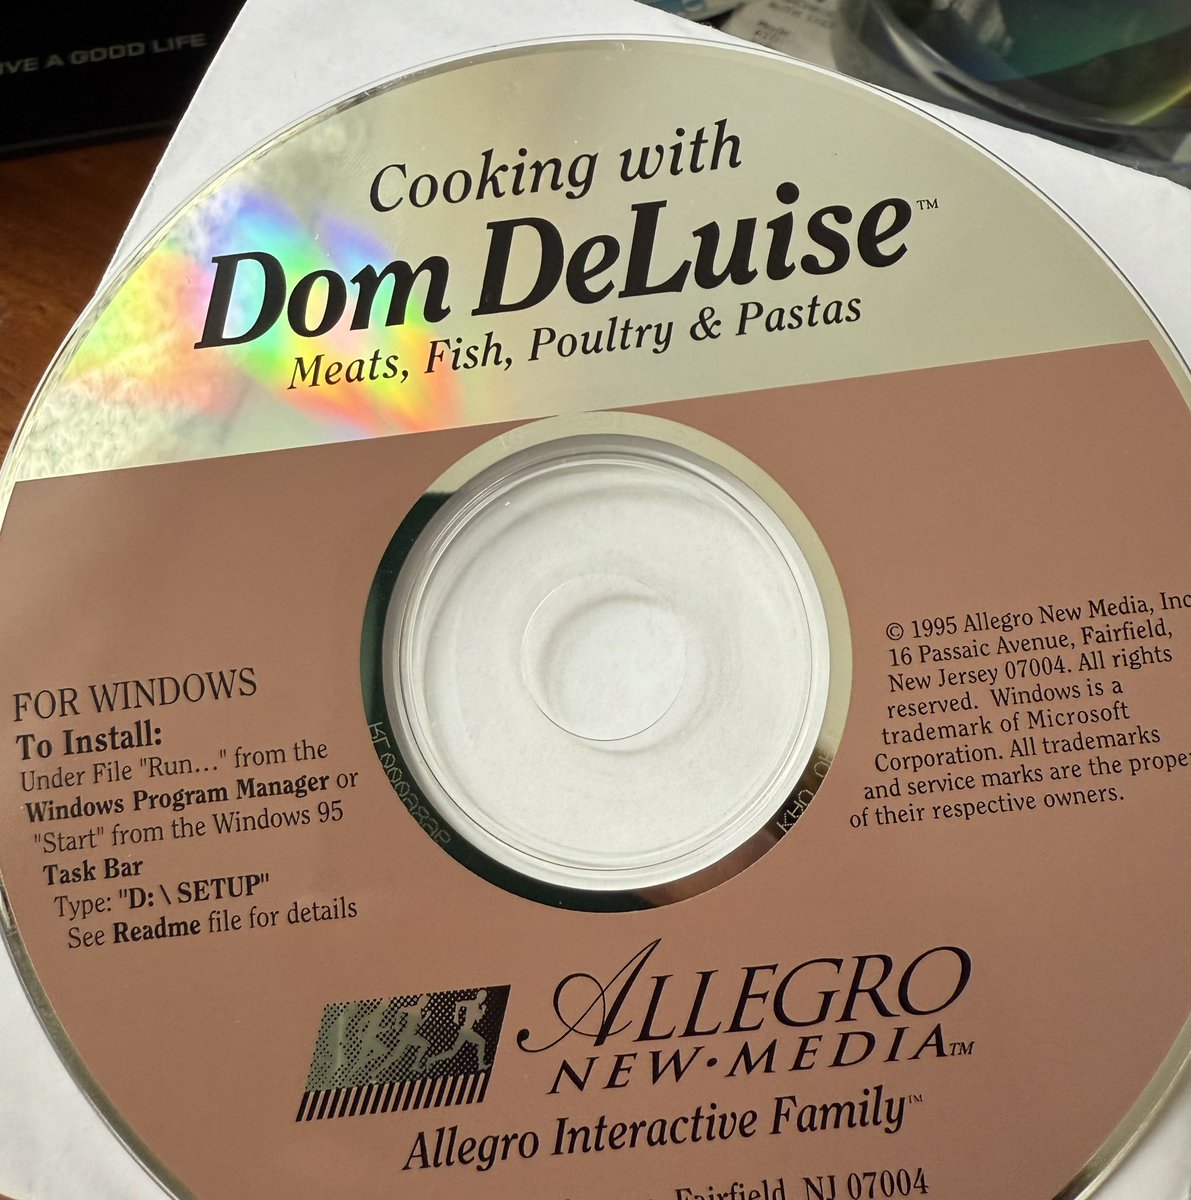 A GOOD LIFE
Cooking with
Dom DeLuise™
Meats, Fish, Poultry & Pastas
FOR WINDOWS
To Install:
Under File "Run..." from the
Windows Program Manager or
"Start" from the Windows 95
Task Bar
Type: "D: \ SETUP"
See Readme file for details
© 1995 Allegro New Media, Inc
16 Passaic Avenue, Fairfield,
New Jersey 07004. All rights
reserved. Windows is a
trademark of Microsoft
Corporation. All trademarks
and service marks are the prope
of their respective owners.
ALLEGRO
NEW•MEDIA™
Allegro Interactive Family™
Fairfield, NJ 07004